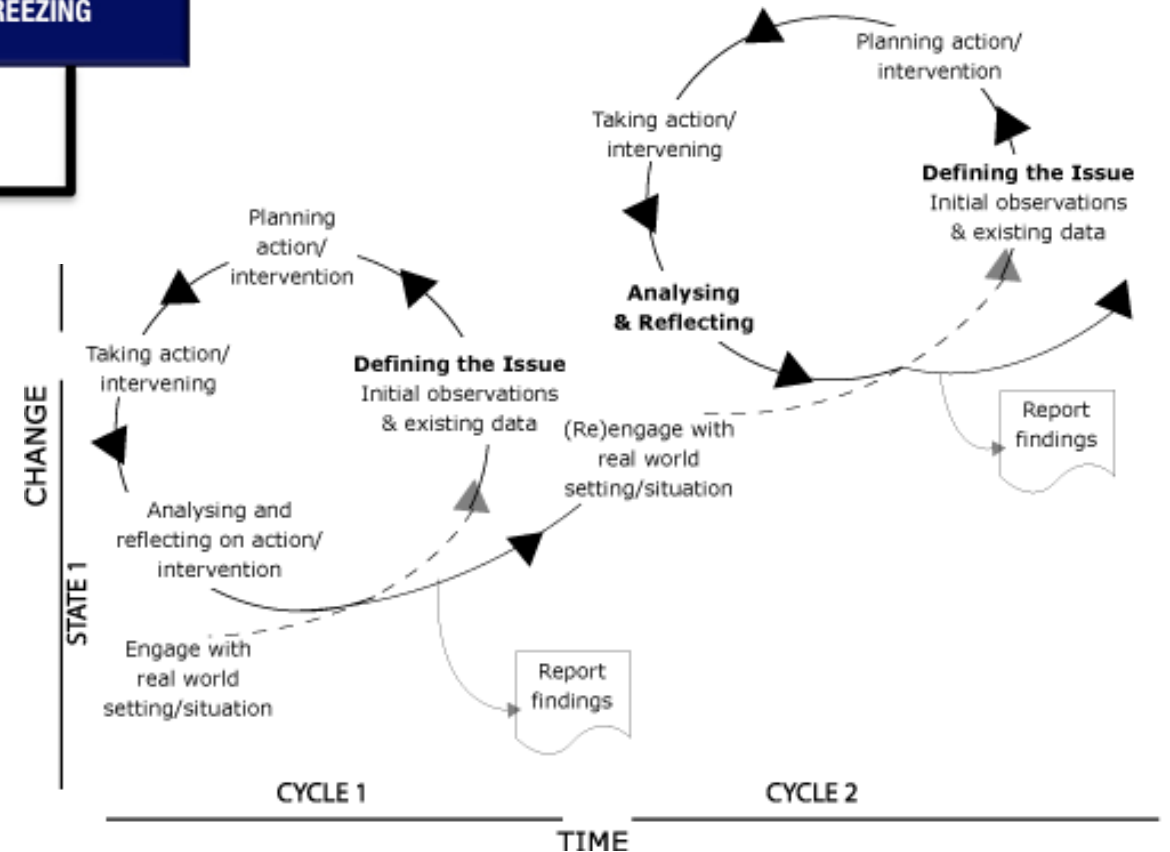 REEZING
Planning action/
intervention
Taking action/
intervening
Defining the Issue
Initial observations
& existing data
Analysing
& Reflecting
Report
findings
(Re)engage with
real world
setting/situation
Planning
action/
intervention
Taking action/
intervening
Defining the Issue
Initial observations
& existing data
Analysing and
reflecting on action/
intervention
Engage with
real world
setting/situation
Report
findings
CHANGE
STATE 1
CYCLE 1
CYCLE 2
TIME